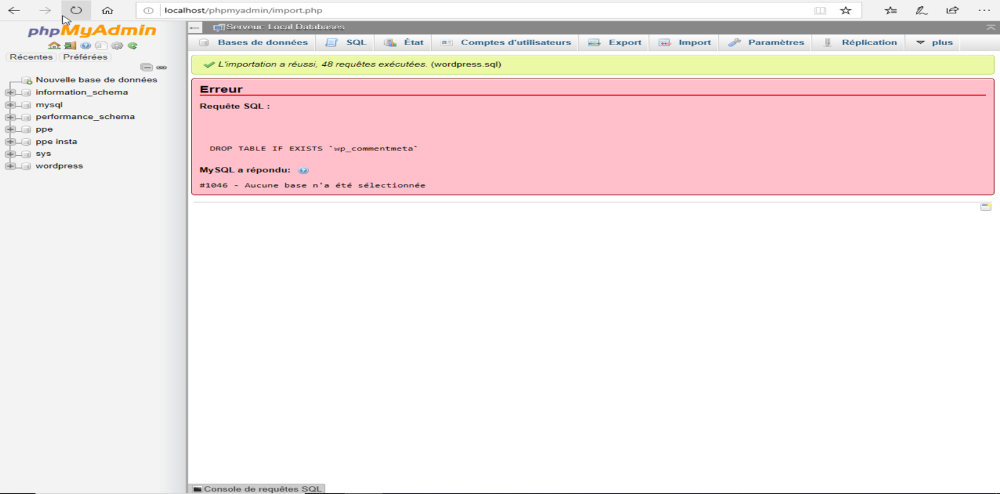 localhost/phpmyadmin/import.php
phpMyAdmin
Récentes Préférées
Nouvelle base de données
information_schema
mysql
performance_schema
ppe
ppe insta
sys
wordpress
Serveur: Local Databases
Bases de données SQL État Comptes d'utilisateurs Export Import Paramètres Réplication plus
L'importation a réussi, 48 requêtes exécutées. (wordpress.sql)
Erreur
Requête SQL :
DROP TABLE IF EXISTS `wp_commentmeta`
MySQL a répondu:
#1046 - Aucune base n'a été sélectionnée
Console de requêtes SQL